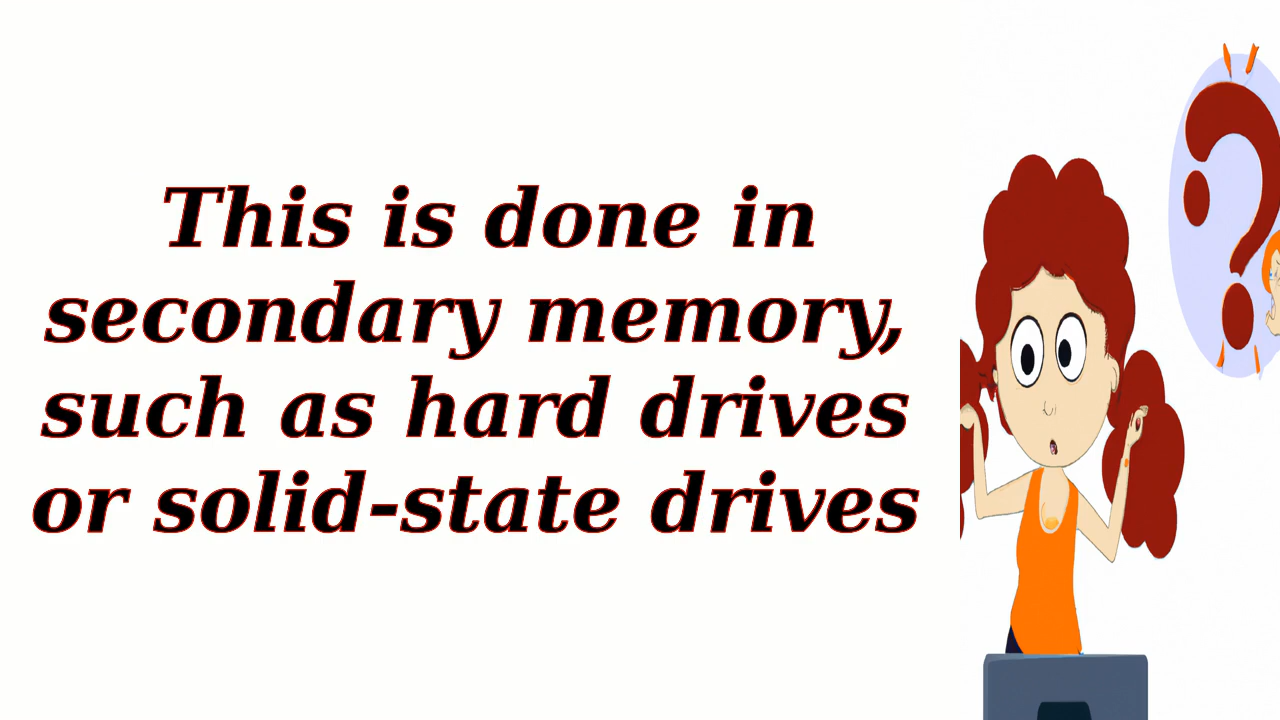 This is done in
secondary memory,
such as hard drives
or solid-state drives